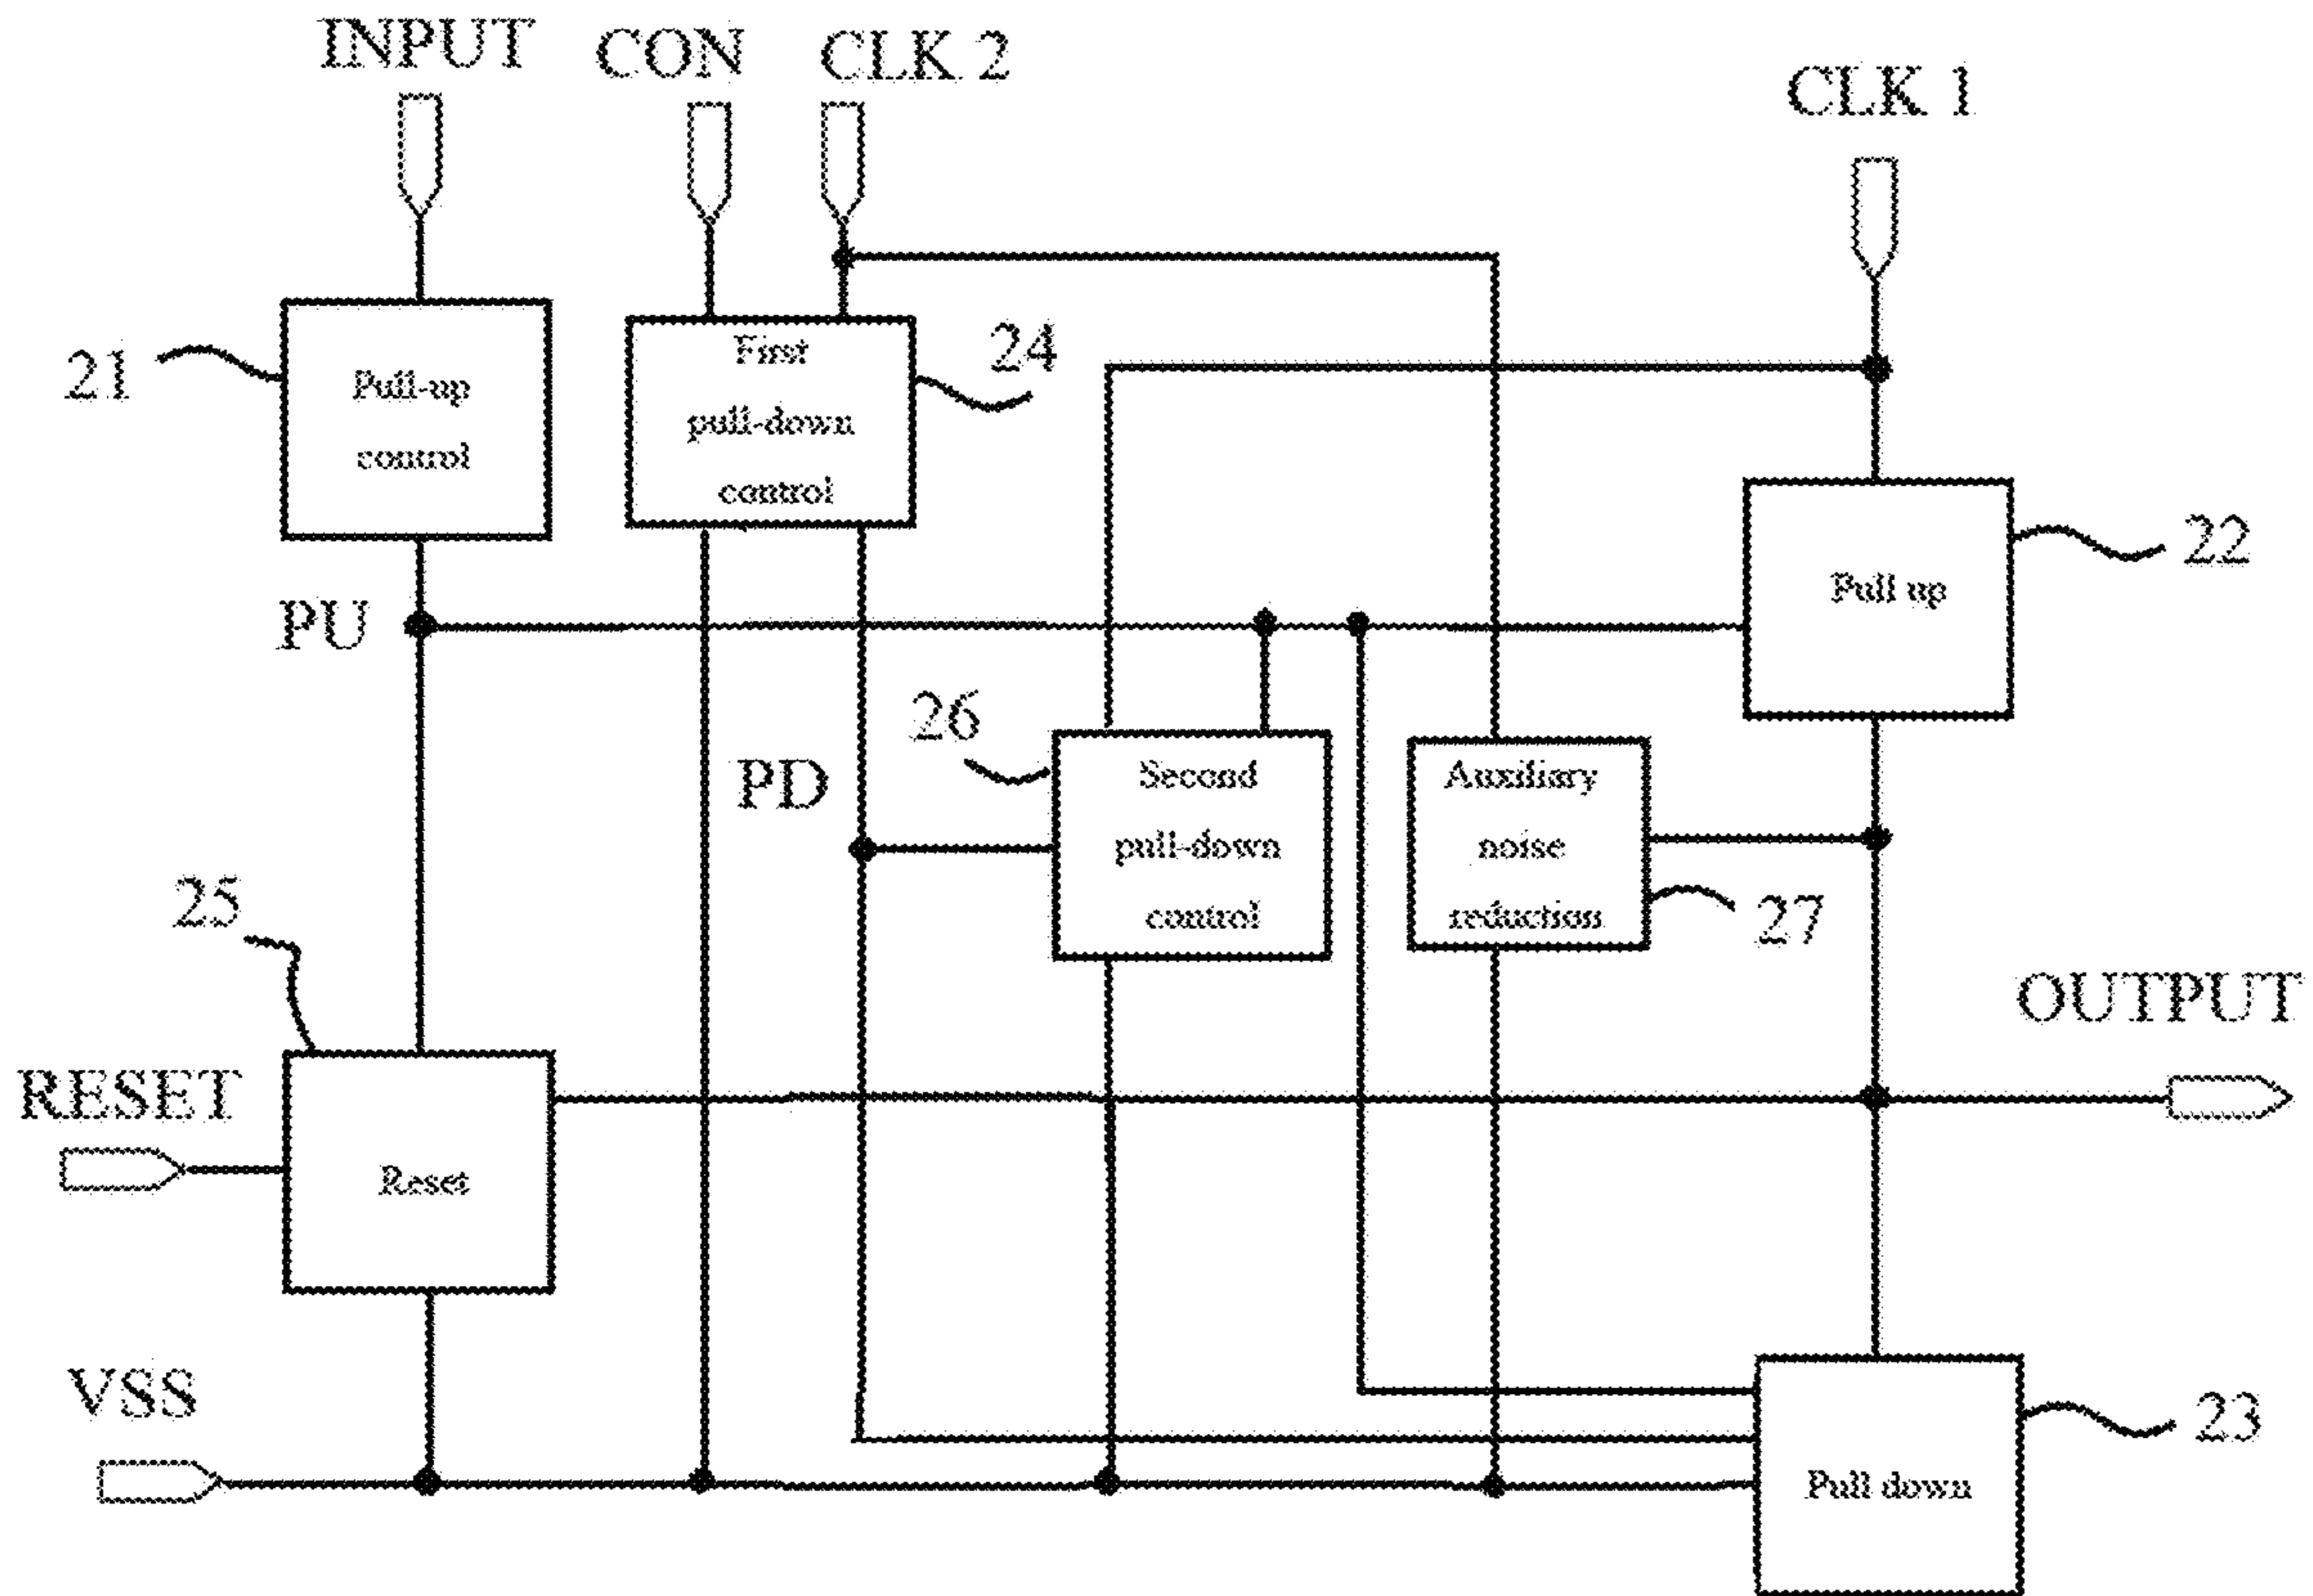 INPUT
CON
CLK 2
CLK 1
21
Pull-up
control
First
pull-down
control
24
22
Pull up
PU
26
PD
Second
pull-down
control
Auxiliary
noise
reduction
27
25
OUTPUT
RESET
Reset
VSS
23
Pull down